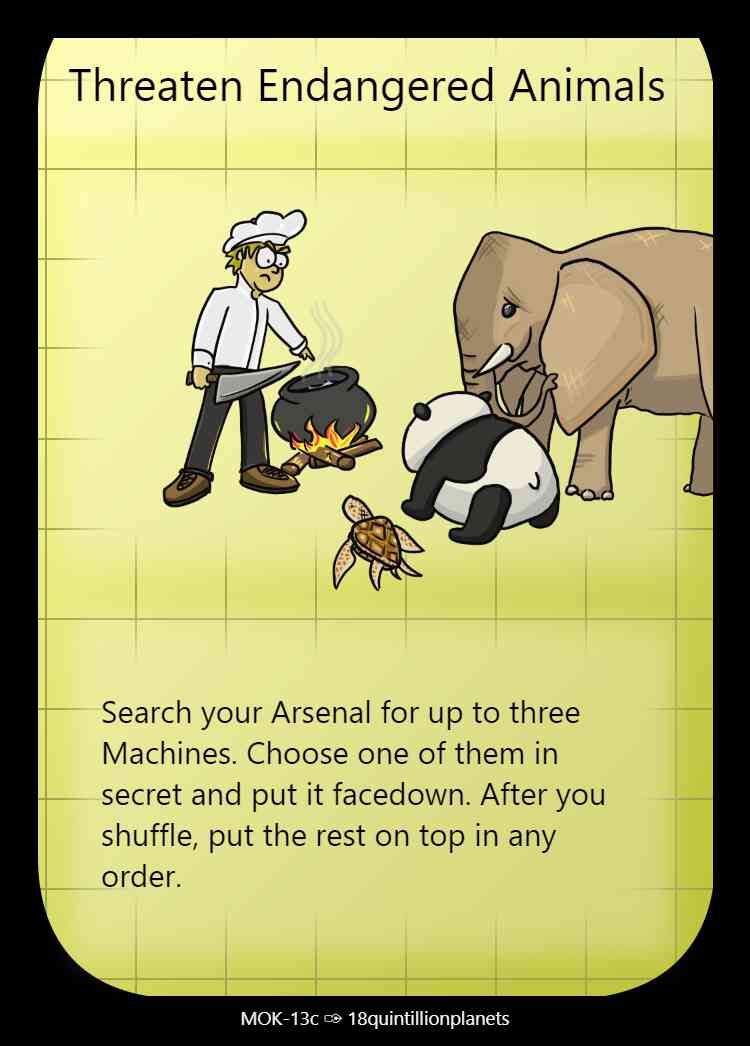 Threaten Endangered Animals
Search your Arsenal for up to three
Machines. Choose one of them in
secret and put it facedown. After you
shuffle, put the rest on top in any
order.
MOK-13c ➩ 18quintillionplanets